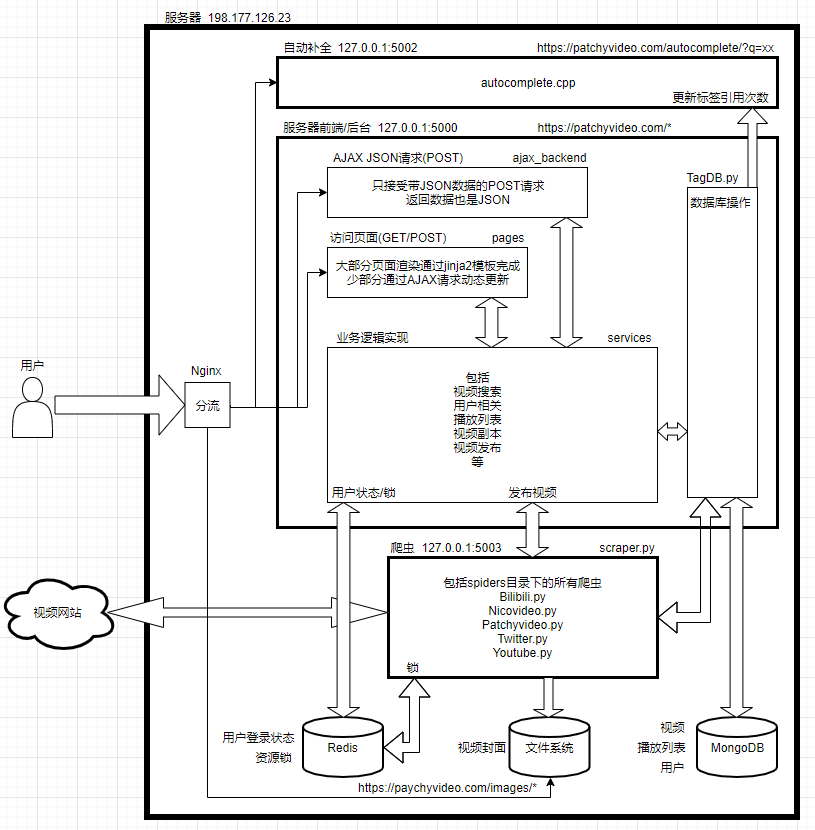 服务器 198.177.126.23
自动补全 127.0.0.1:5002
https://patchyvideo.com/autocomplete/?q=xx
autocomplete.cpp
更新标签引用次数
服务器前端/后台 127.0.0.1:5000
https://patchyvideo.com/*
AJAX JSON请求(POST)
ajax_backend
只接受带JSON数据的POST请求
返回数据也是JSON
TagDB.py
数据库操作
访问页面(GET/POST)
pages
大部分页面渲染通过jinja2模板完成
少部分通过AJAX请求动态更新
业务逻辑实现
services
包括
视频搜索
用户相关
播放列表
视频副本
视频发布
等
用户状态/锁
发布视频
用户
Nginx
分流
爬虫 127.0.0.1:5003
scraper.py
包括spiders目录下的所有爬虫
Bilibili.py
Nicovideo.py
Patchyvideo.py
Twitter.py
Youtube.py
锁
视频网站
用户登录状态
资源锁
Redis
视频封面
文件系统
视频
播放列表
用户
MongoDB
https://paychyvideo.com/images/*